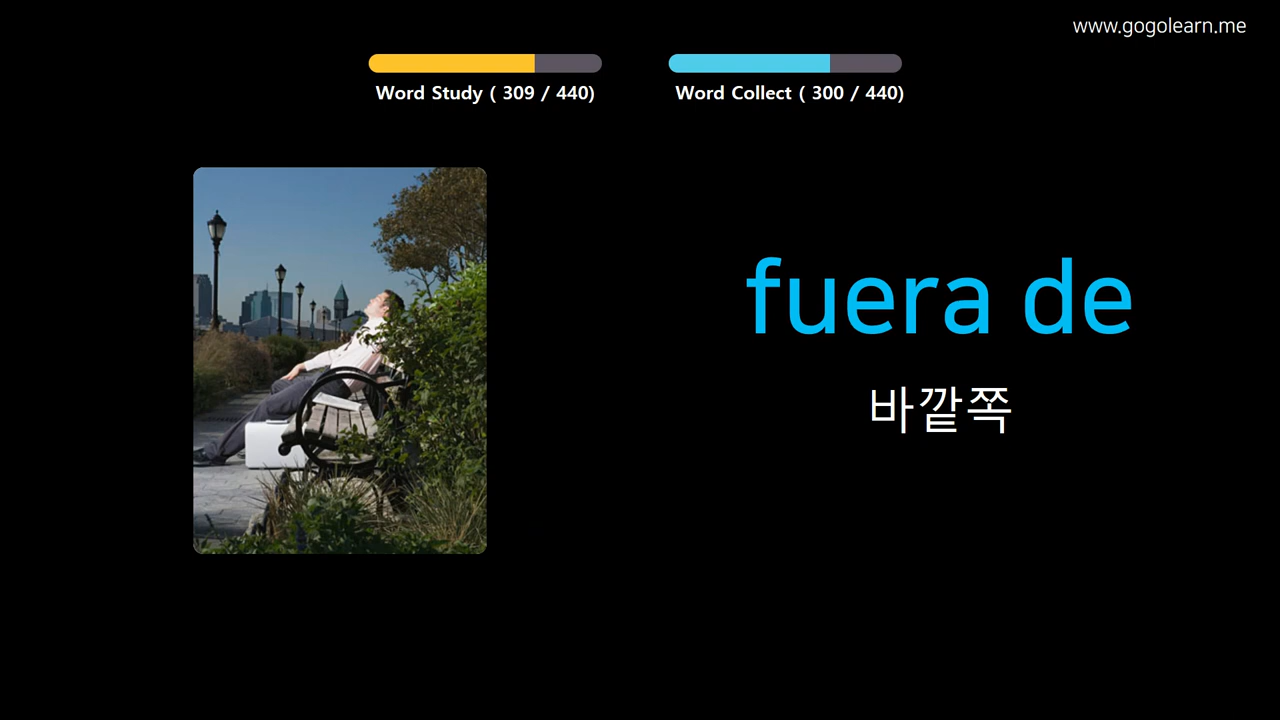 www.gogolearn.me
Word Study ( 309 / 440)
Word Collect ( 300 / 440)
fuera de
바깥쪽